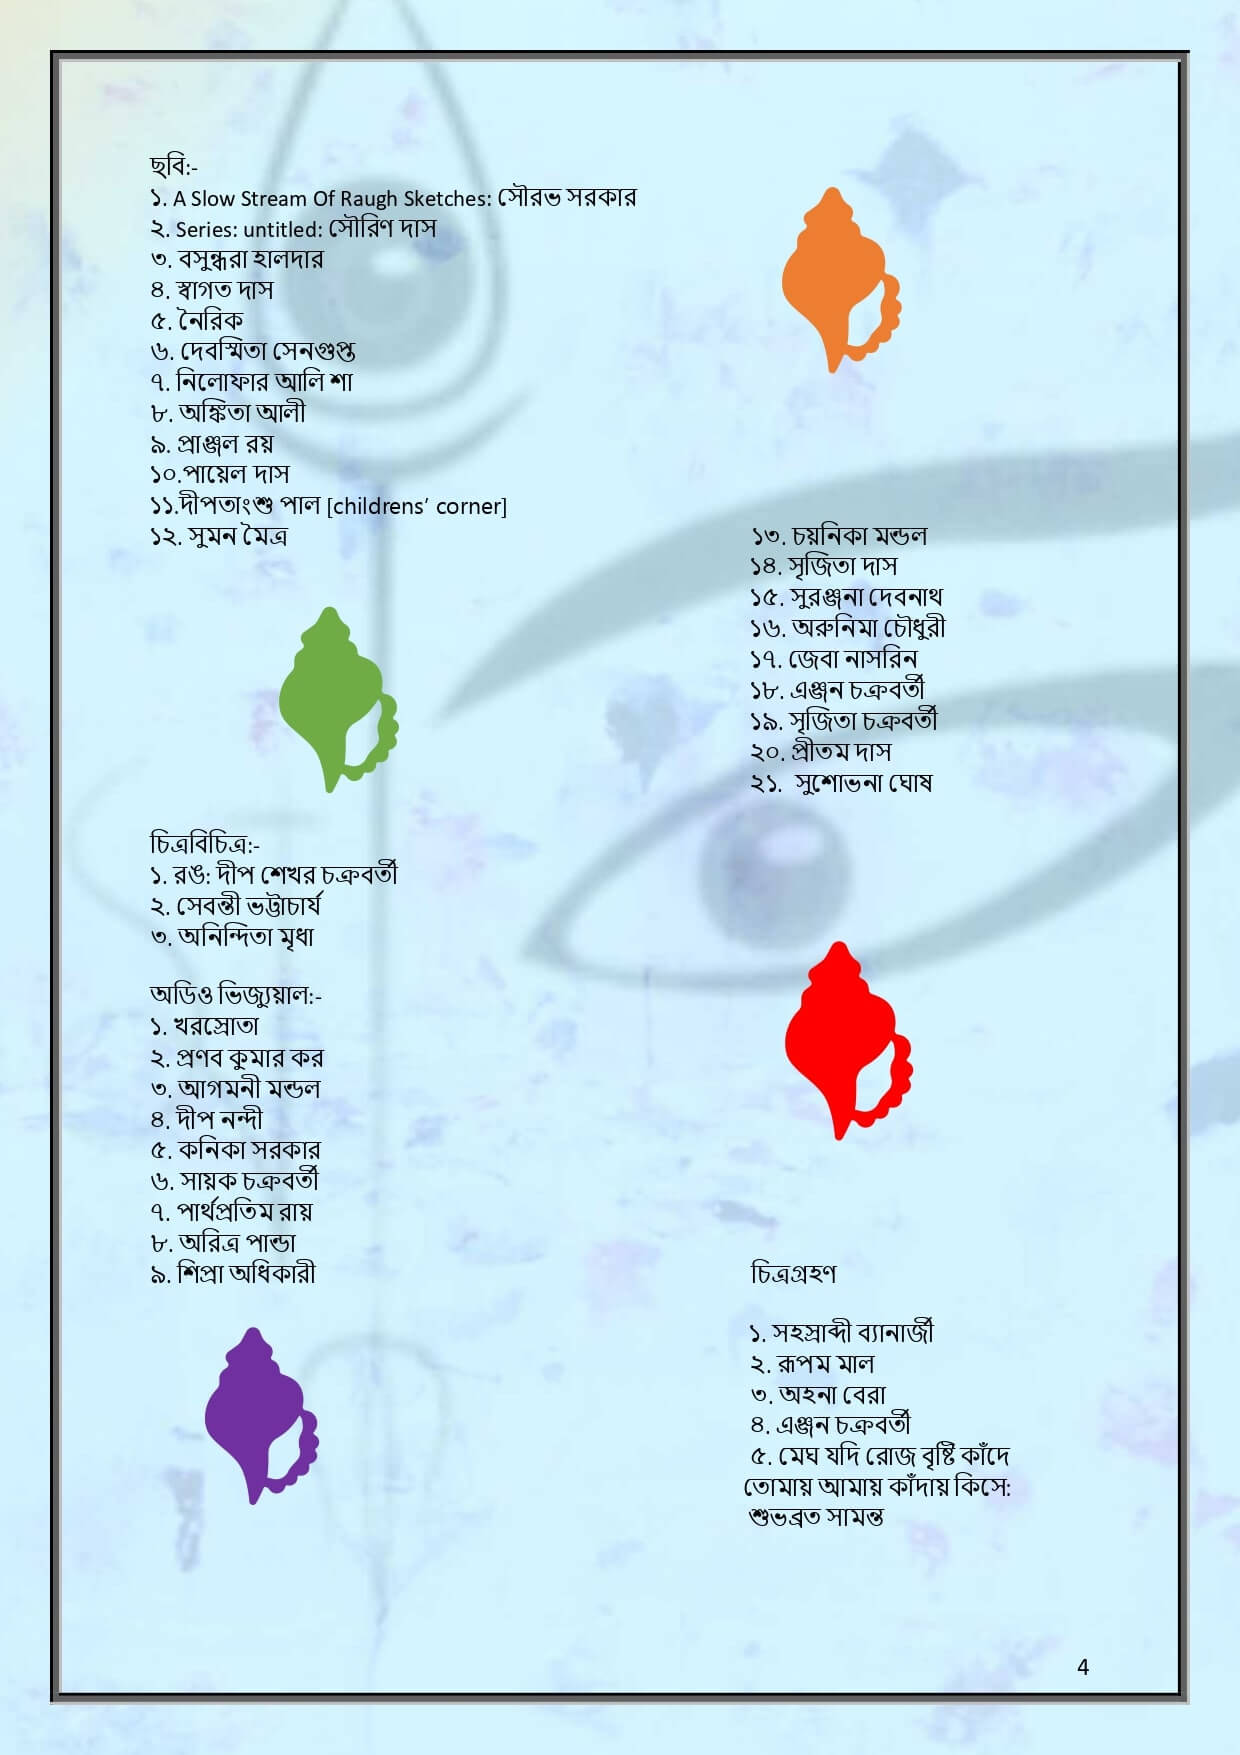 ছবি:-
১. A Slow Stream Of Raugh Sketches: সৌরভ সরকার
২. Series: untitled: সৌরিণ দাস
৩. বসুন্ধরা হালদার
৪. স্বাগত দাস
৫. নৈরিক
৬. দেবস্মিতা সেনগুপ্ত
৭. নিলোফার আলি শা
৮. অঙ্কিতা আলী
৯. প্রাঞ্জল রয়
১০.পায়েল দাস
১১.দীপতাংশু পাল [childrens’ corner]
১২. সুমন মৈত্র
১৩. চয়নিকা মন্ডল
১৪. সৃজিতা দাস
১৫. সুরঞ্জনা দেবনাথ
১৬. অরুনিমা চৌধুরী
১৭. জেবা নাসরিন
১৮. এঞ্জন চক্রবর্তী
১৯. সৃজিতা চক্রবর্তী
২০. প্রীতম দাস
২১. সুশোভনা ঘোষ
চিত্রবিচিত্র:-
১. রঙ: দীপ শেখর চক্রবর্তী
২. সেবন্তী ভট্টাচার্য
৩. অনিন্দিতা মৃধা
অডিও ভিজ্যুয়াল:-
১. খরস্রোতা
২. প্রণব কুমার কর
৩. আগমনী মন্ডল
৪. দীপ নন্দী
৫. কনিকা সরকার
৬. সায়ক চক্রবর্তী
৭. পার্থপ্রতিম রায়
৮. অরিত্র পান্ডা
৯. শিপ্রা অধিকারী
চিত্রগ্রহণ
১. সহস্রাব্দী ব্যানার্জী
২. রূপম মাল
৩. অহনা বেরা
৪. এঞ্জন চক্রবর্তী
৫. মেঘ যদি রোজ বৃষ্টি কাঁদে
তোমায় আমায় কাঁদায় কিসে:
শুভব্রত সামন্ত
4